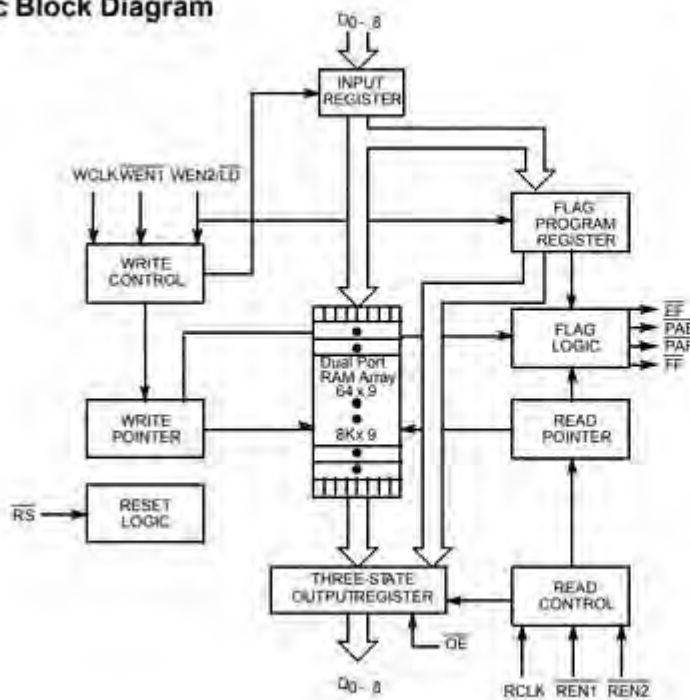 Block Diagram
D0 – 8
INPUT
REGISTER
WCLK WEN1 WEN2/LD
FLAG
PROGRAM
REGISTER
WRITE
CONTROL
FLAG
LOGIC
EF
PAE
PAF
FF
Dual Port
RAM Array
64 x 9
8K x 9
WRITE
POINTER
READ
POINTER
RS
RESET
LOGIC
THREE-STATE
OUTPUTREGISTER
READ
CONTROL
OE
Q0 – 8
RCLK REN1 REN2